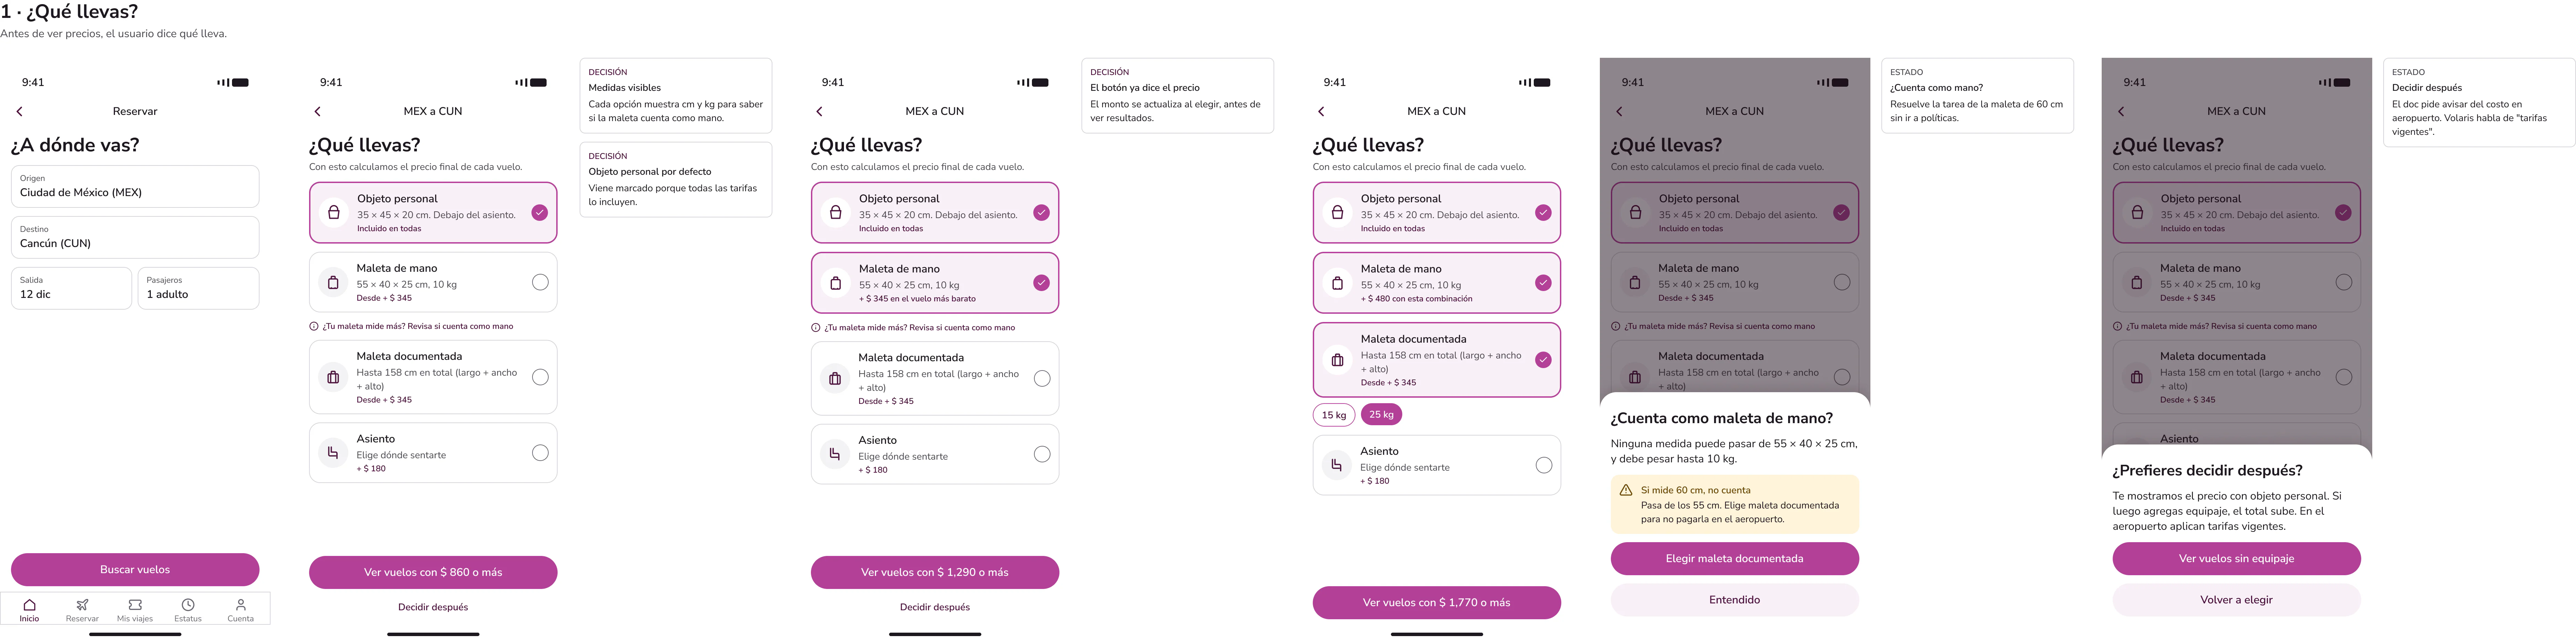 1 · ¿Qué llevas?
Antes de ver precios, el usuario dice qué lleva.
9:41
Reservar
¿A dónde vas?
Origen
Ciudad de México (MEX)
Destino
Cancún (CUN)
Salida
12 dic
Pasajeros
1 adulto
Buscar vuelos
Inicio
Reservar
Mis viajes
Estatus
Cuenta
9:41
MEX a CUN
¿Qué llevas?
Con esto calculamos el precio final de cada vuelo.
Objeto personal
35 × 45 × 20 cm. Debajo del asiento.
Incluido en todas
Maleta de mano
55 × 40 × 25 cm, 10 kg
Desde + $ 345
¿Tu maleta mide más? Revisa si cuenta como mano
Maleta documentada
Hasta 158 cm en total (largo + ancho
+ alto)
Desde + $ 345
Asiento
Elige dónde sentarte
+ $ 180
Ver vuelos con $ 860 o más
Decidir después
DECISIÓN
Medidas visibles
Cada opción muestra cm y kg para saber
si la maleta cuenta como mano.
DECISIÓN
Objeto personal por defecto
Viene marcado porque todas las tarifas
lo incluyen.
9:41
MEX a CUN
¿Qué llevas?
Con esto calculamos el precio final de cada vuelo.
Objeto personal
35 × 45 × 20 cm. Debajo del asiento.
Incluido en todas
Maleta de mano
55 × 40 × 25 cm, 10 kg
+ $ 345 en el vuelo más barato
¿Tu maleta mide más? Revisa si cuenta como mano
Maleta documentada
Hasta 158 cm en total (largo + ancho
+ alto)
Desde + $ 345
Asiento
Elige dónde sentarte
+ $ 180
Ver vuelos con $ 1,290 o más
Decidir después
DECISIÓN
El botón ya dice el precio
El monto se actualiza al elegir, antes de
ver resultados.
9:41
MEX a CUN
¿Qué llevas?
Con esto calculamos el precio final de cada vuelo.
Objeto personal
35 × 45 × 20 cm. Debajo del asiento.
Incluido en todas
Maleta de mano
55 × 40 × 25 cm, 10 kg
+ $ 480 con esta combinación
Maleta documentada
Hasta 158 cm en total (largo + ancho
+ alto)
Desde + $ 345
15 kg
25 kg
Asiento
Elige dónde sentarte
+ $ 180
Ver vuelos con $ 1,770 o más
9:41
MEX a CUN
¿Qué llevas?
Con esto calculamos el precio final de cada vuelo.
Objeto personal
35 × 45 × 20 cm. Debajo del asiento.
Incluido en todas
Maleta de mano
55 × 40 × 25 cm, 10 kg
Desde + $ 345
¿Tu maleta mide más? Revisa si cuenta como mano
Maleta documentada
Hasta 158 cm en total (largo + ancho
+ alto)
¿Cuenta como maleta de mano?
Ninguna medida puede pasar de 55 × 40 × 25 cm,
y debe pesar hasta 10 kg.
Si mide 60 cm, no cuenta
Pasa de los 55 cm. Elige maleta documentada
para no pagarla en el aeropuerto.
Elegir maleta documentada
Entendido
ESTADO
¿Cuenta como mano?
Resuelve la tarea de la maleta de 60 cm
sin ir a políticas.
9:41
MEX a CUN
¿Qué llevas?
Con esto calculamos el precio final de cada vuelo.
Objeto personal
35 × 45 × 20 cm. Debajo del asiento.
Incluido en todas
Maleta de mano
55 × 40 × 25 cm, 10 kg
Desde + $ 345
¿Tu maleta mide más? Revisa si cuenta como mano
Maleta documentada
Hasta 158 cm en total (largo + ancho
+ alto)
Desde + $ 345
Asiento
¿Prefieres decidir después?
Te mostramos el precio con objeto personal. Si
luego agregas equipaje, el total sube. En el
aeropuerto aplican tarifas vigentes.
Ver vuelos sin equipaje
Volver a elegir
ESTADO
Decidir después
El doc pide avisar del costo en
aeropuerto. Volaris habla de "tarifas
vigentes".